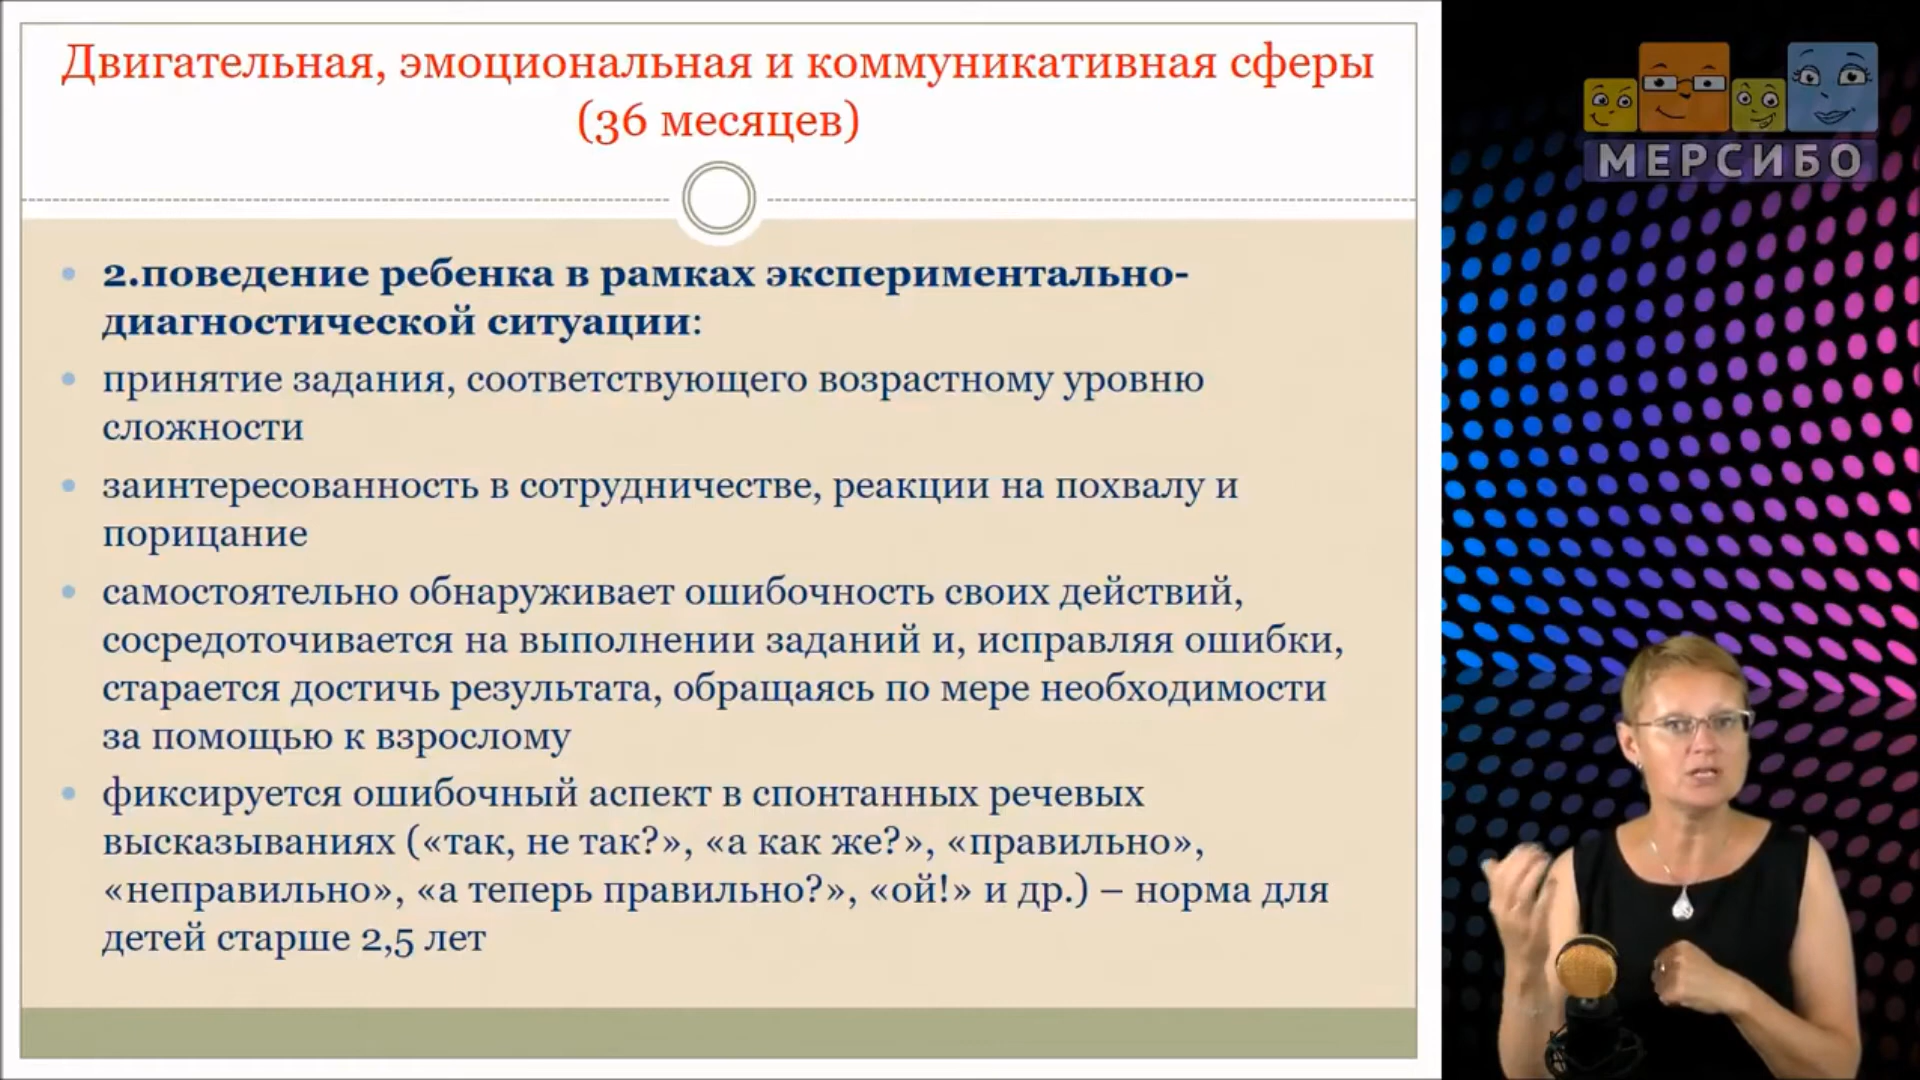 Двигательная, эмоциональная и коммуникативная сферы
(36 месяцев)
МЕРСИБО
2.поведение ребенка в рамках экспериментально-
диагностической ситуации:
принятие задания, соответствующего возрастному уровню
сложности
заинтересованность в сотрудничестве, реакции на похвалу и
порицание
самостоятельно обнаруживает ошибочность своих действий,
сосредоточивается на выполнении заданий и, исправляя ошибки,
старается достичь результата, обращаясь по мере необходимости
за помощью к взрослому
фиксируется ошибочный аспект в спонтанных речевых
высказываниях («так, не так?», «а как же?», «правильно»,
«неправильно», «а теперь правильно?», «ой!» и др.) – норма для
детей старше 2,5 лет